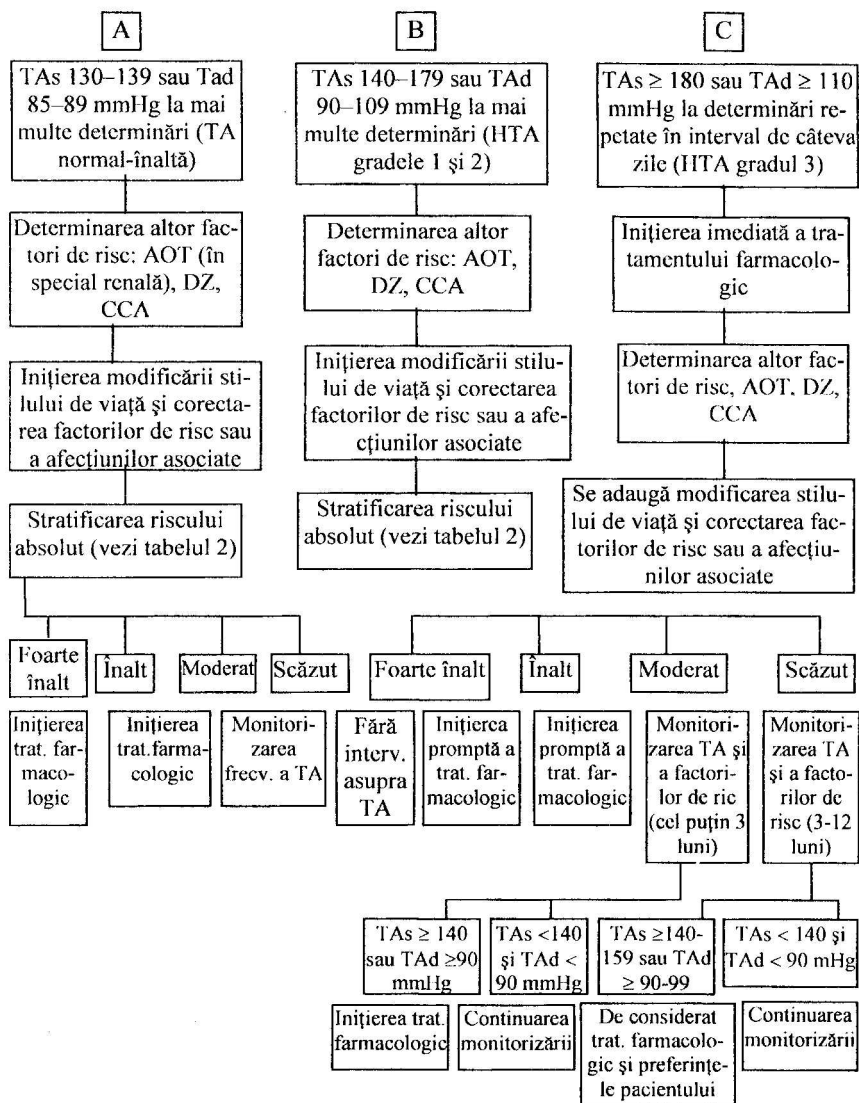 A
B
C
TAs 130–139 sau Tad
85–89 mmHg la mai
multe determinări (TA
normal-înaltă)
TAs 140–179 sau TAd
90–109 mmHg la mai
multe determinări (HTA
gradele 1 şi 2)
TAs ≥ 180 sau TAd ≥ 110
mmHg la determinări re-
petate în interval de câteva
zile (HTA gradul 3)
Determinarea altor fac-
tori de risc: AOT (în
special renală), DZ,
CCA
Determinarea altor
factori de risc: AOT,
DZ, CCA
Iniţierea imediată a tra-
tamentului farmacolo-
gic
Iniţierea modificării sti-
lului de viaţă şi corecta-
rea factorilor de risc sau
a afecţiunilor asociate
Iniţierea modificării stilu-
lui de viaţă şi corectarea
factorilor de risc sau a afe-
cţiunilor asociate
Determinarea altor fac-
tori de risc, AOT. DZ,
CCA
Stratificarea riscului
absolut (vezi tabelul 2)
Stratificarea riscului
absolut (vezi tabelul 2)
Se adaugă modificarea stilu-
lui de viaţă şi corectarea fac-
torilor de risc sau a afecţiu-
nilor asociate
Foarte
înalt
Înalt
Moderat
Scăzut
Foarte înalt
Înalt
Moderat
Scăzut
Iniţierea
trat. far-
maco-
logic
Iniţierea
trat.farma-
cologic
Monitori-
zarea
frecv. a TA
Fără
interv.
asupra
TA
Iniţierea
promptă a
trat. far-
macologic
Iniţierea
promptă a
trat. far-
macologic
Monitori-
zarea TA şi
a factori-
lor de ric
(cel puţin 3
luni)
Monitori-
zarea TA
şi a facto-
rilor de
risc (3-12
luni)
TAs ≥ 140
sau TAd ≥90
mmHg
TAs <140
şi TAd <
90 mmHg
TAs ≥140-
159 sau TAd
≥ 90-99
TAs < 140 şi
TAd < 90 mHg
Iniţierea trat.
farmacologic
Continuarea
monitorizării
De considerat
trat. farmacolo-
gic şi preferinţe-
le pacientului
Continuarea
monitorizării